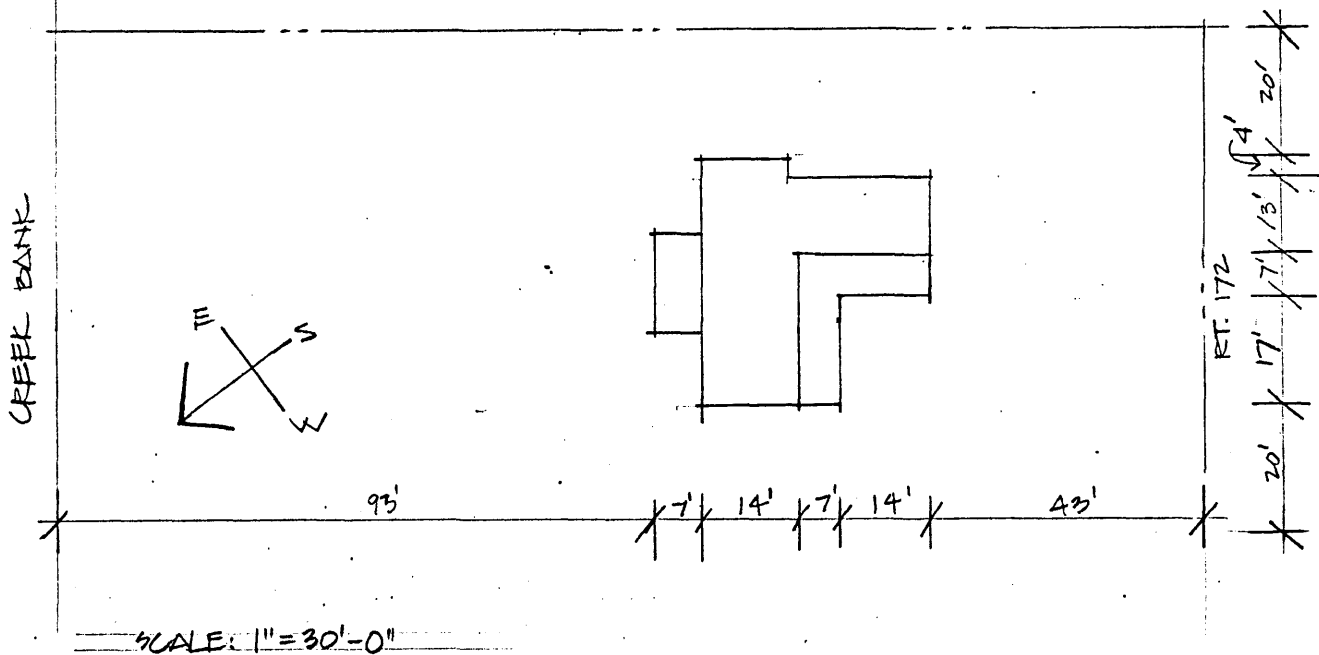 20'
4'
13'
7'
17'
20'
RT. 172
CREEK BANK
E
S
W
93'
7'
14'
7'
14'
43'
SCALE: 1"=30'-0"